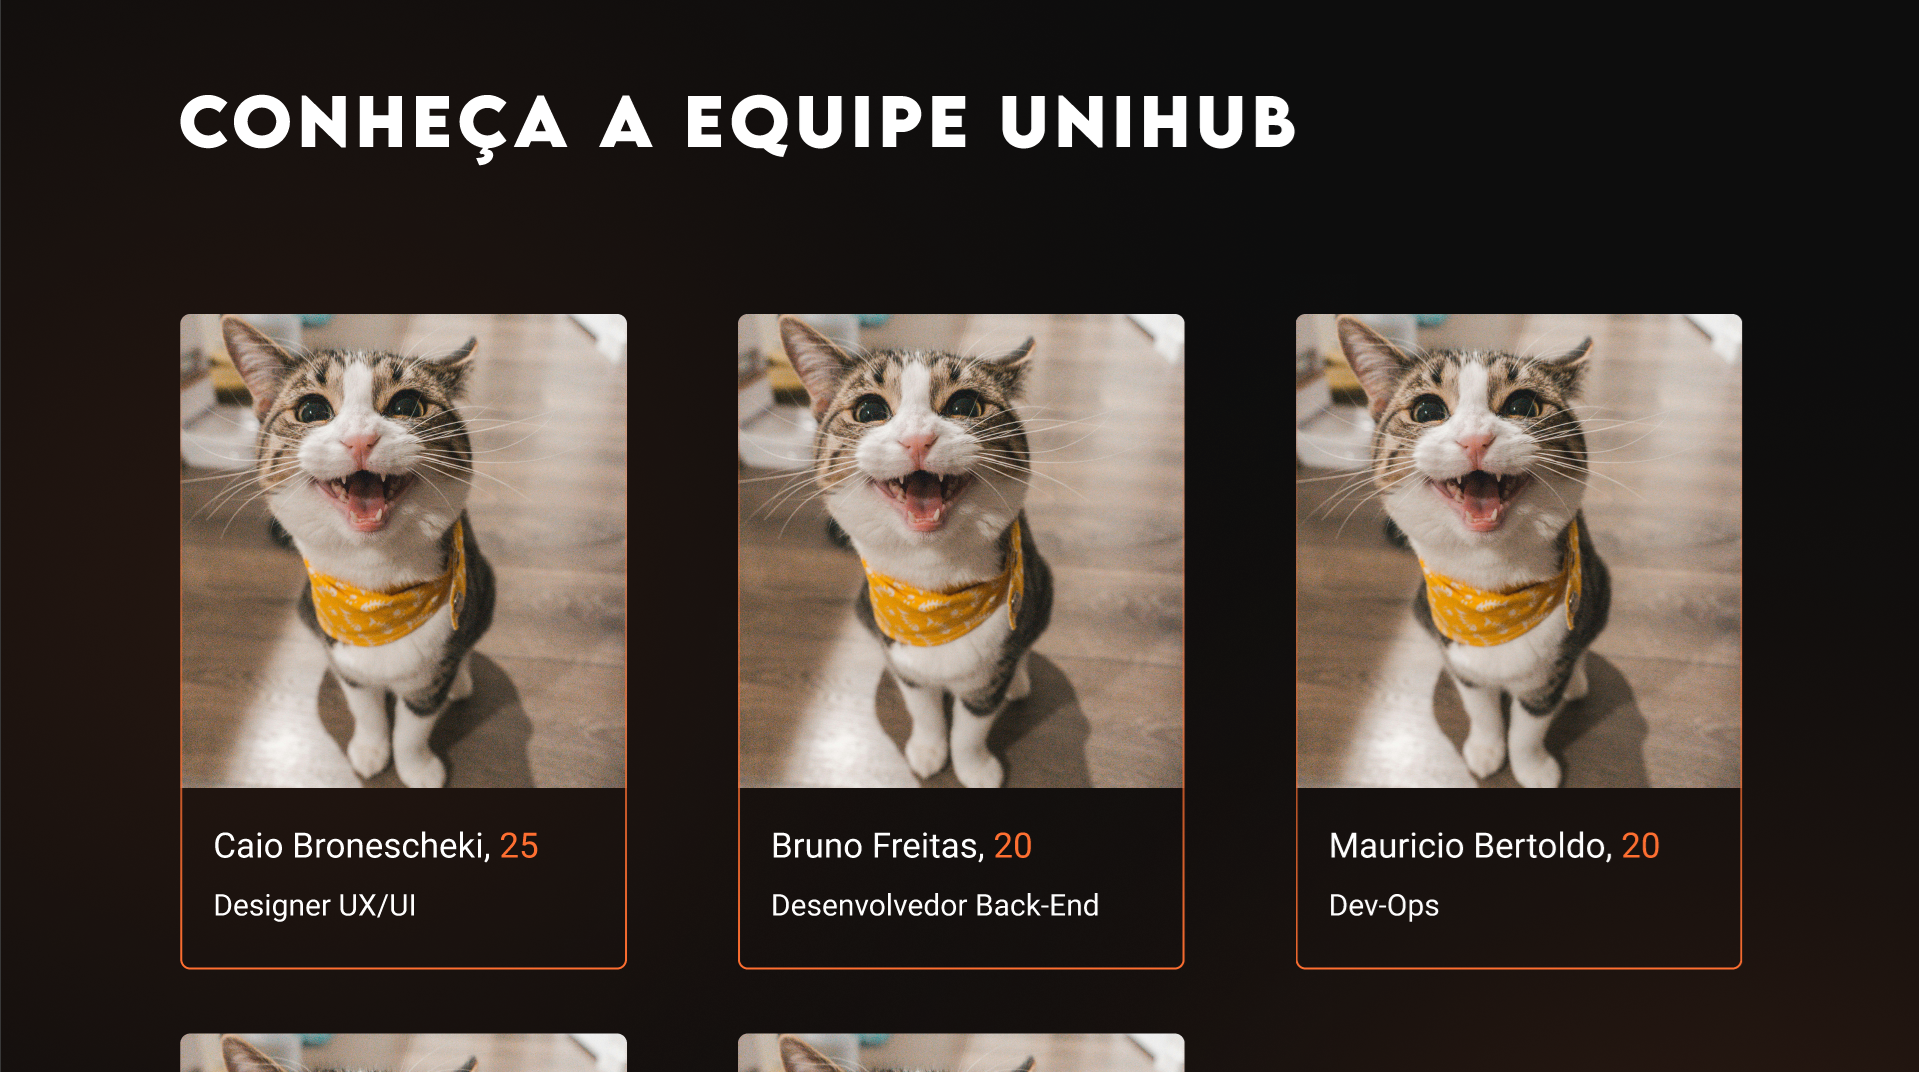 CONHEÇA A EQUIPE UNIHUB
Caio Bronescheki, 25
Designer UX/UI
Bruno Freitas, 20
Desenvolvedor Back-End
Mauricio Bertoldo, 20
Dev-Ops